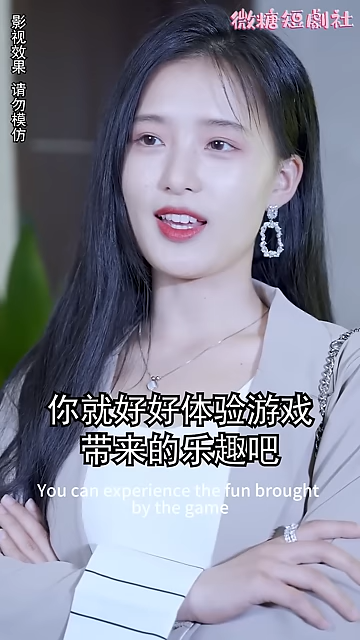 微糖短劇社
影视效果 请勿模仿
你就好好体验游戏
带来的乐趣吧
You can experience the fun brought
by the game